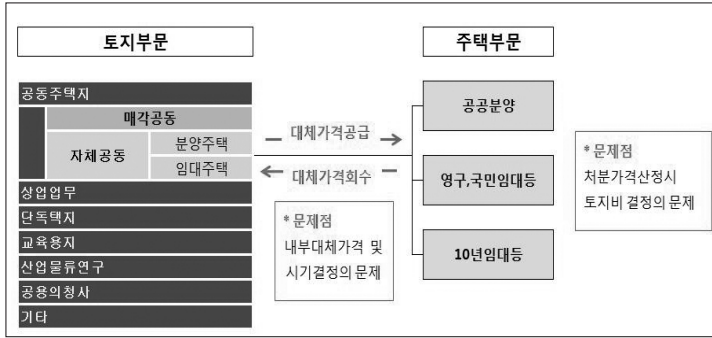 토지부문
주택부문
공동주택지
매각공동
자체공동
분양주택
임대주택
상업업무
단독택지
교육용지
산업물류연구
공용의청사
기타
대체가격공급
대체가격회수
* 문제점
내부대체가격 및
시기결정의 문제
공공분양
영구,국민임대등
10년임대등
* 문제점
처분가격산정시
토지비 결정의 문제